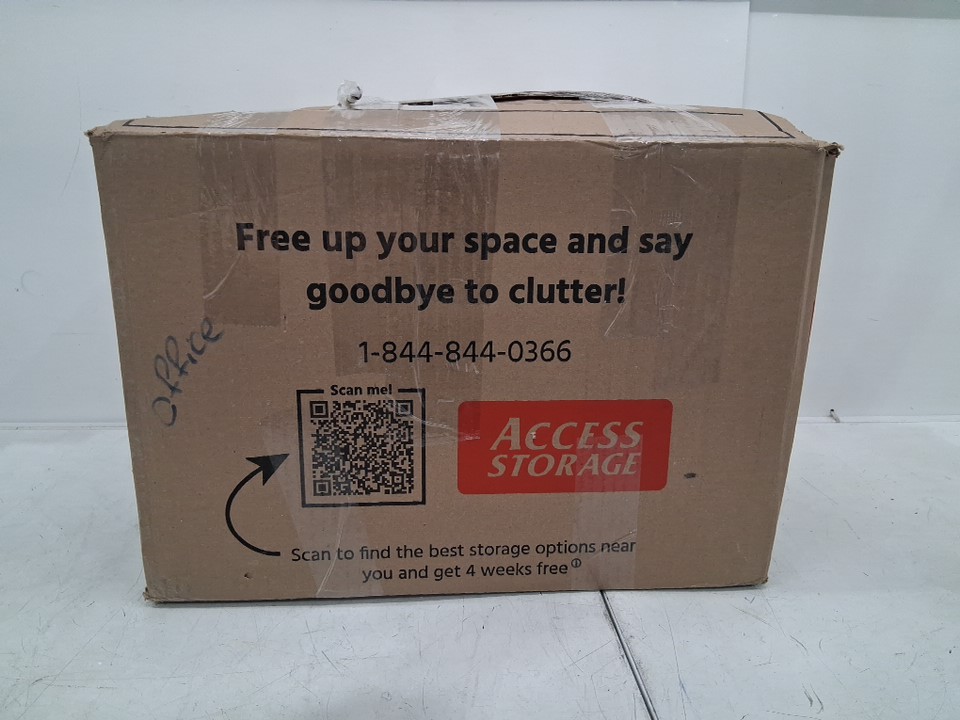 Free up your space and say
goodbye to clutter!
1-844-844-0366
Office
Scan me!
ACCESS
STORAGE
Scan to find the best storage options near
you and get 4 weeks free①